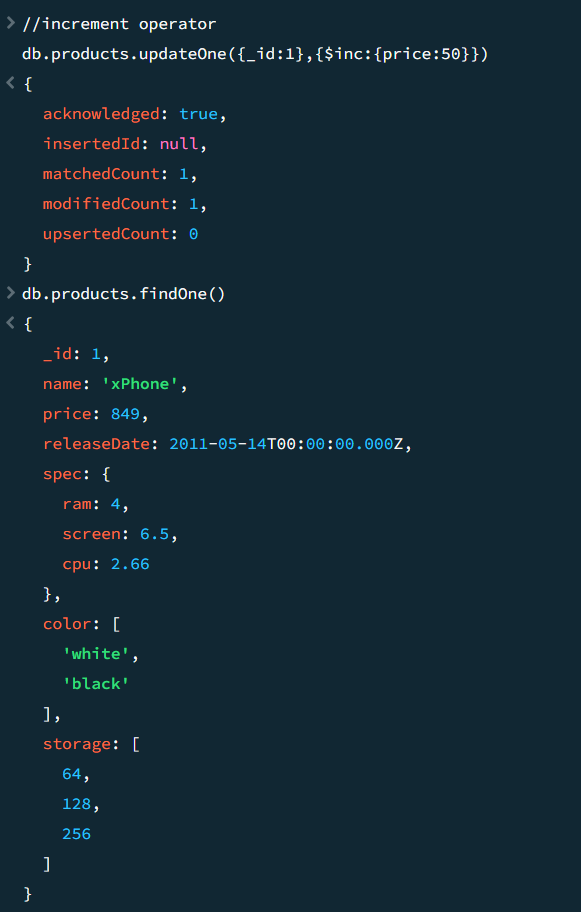 > //increment operator
db.products.updateOne({_id:1},{$inc:{price:50}})
< {
acknowledged: true,
insertedId: null,
matchedCount: 1,
modifiedCount: 1,
upsertedCount: 0
}
> db.products.findOne()
< {
_id: 1,
name: 'xPhone',
price: 849,
releaseDate: 2011-05-14T00:00:00.000Z,
spec: {
ram: 4,
screen: 6.5,
cpu: 2.66
},
color: [
'white',
'black'
],
storage: [
64,
128,
256
]
}